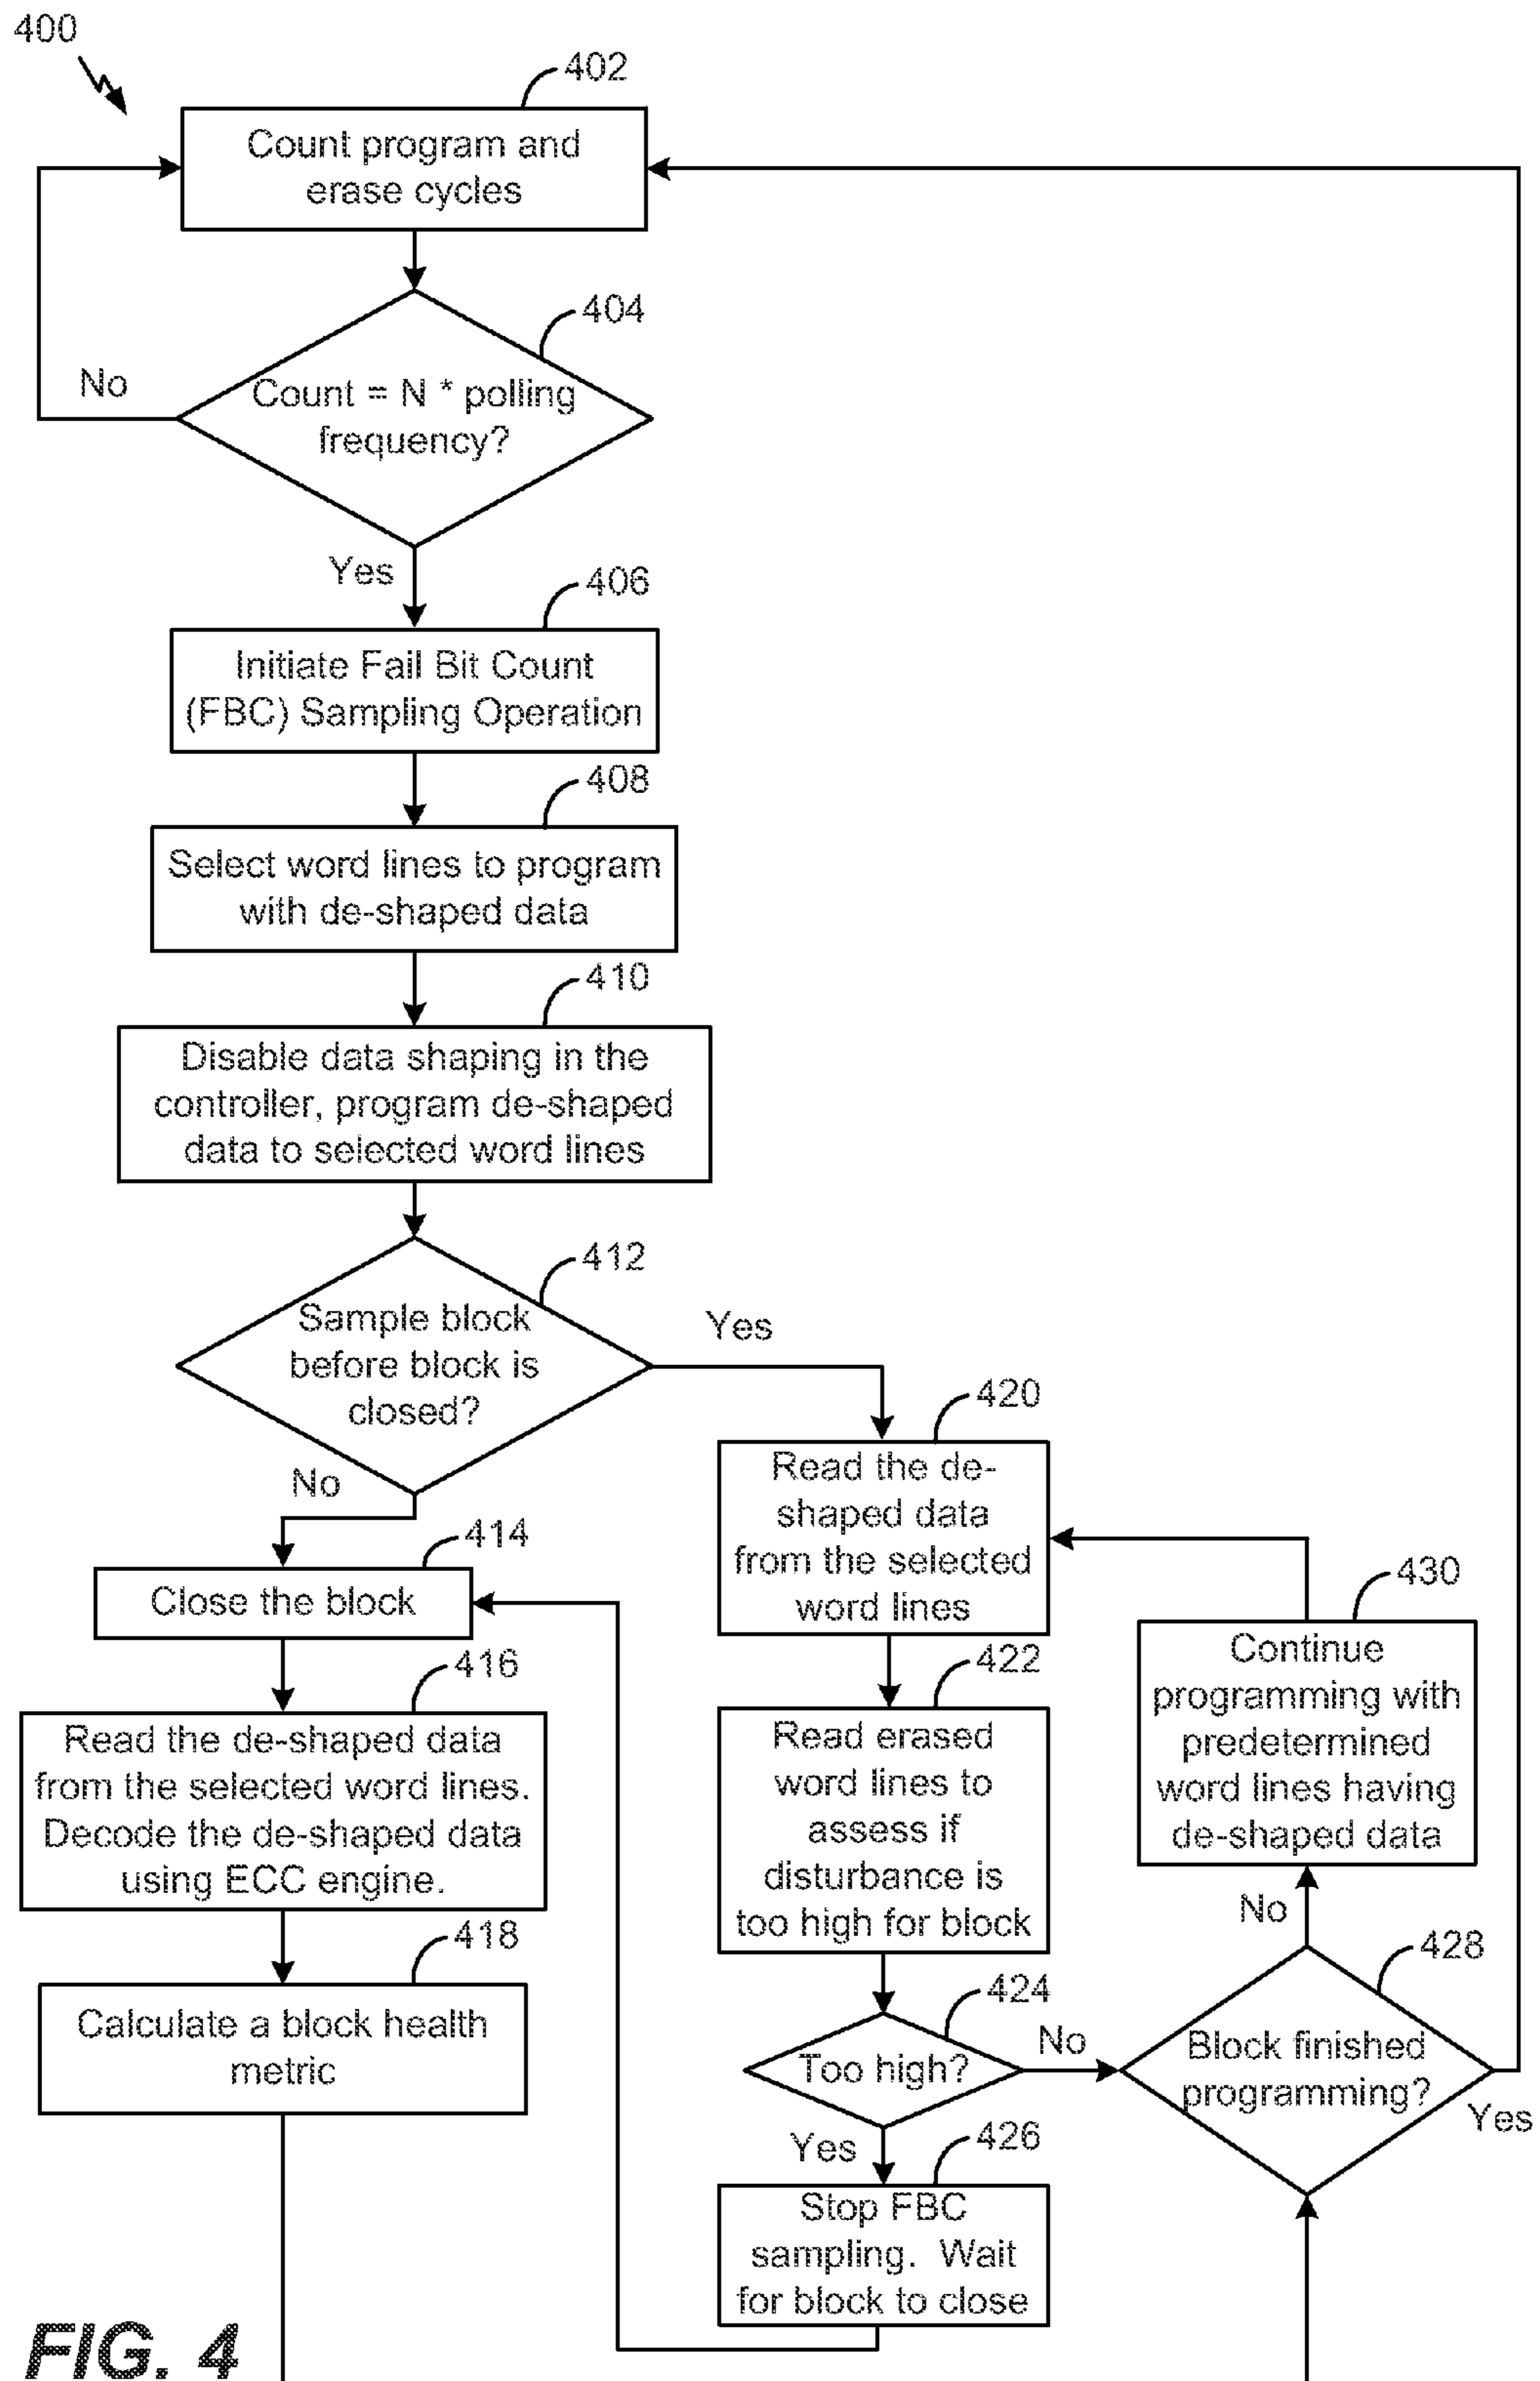 400
402
Count program and
erase cycles
404
No
Count = N * polling
frequency?
Yes
406
Initiate Fail Bit Count
(FBC) Sampling Operation
408
Select word lines to program
with de-shaped data
410
Disable data shaping in the
controller, program de-shaped
data to selected word lines
412
Sample block
before block is
closed?
Yes
No
414
Close the block
416
Read the de-shaped data
from the selected word lines.
Decode the de-shaped data
using ECC engine.
418
Calculate a block health
metric
420
Read the de-
shaped data
from the selected
word lines
422
Read erased
word lines to
assess if
disturbance is
too high for block
424
Too high?
No
Yes
426
Stop FBC
sampling. Wait
for block to close
430
Continue
programming with
predetermined
word lines having
de-shaped data
No
428
Block finished
programming?
Yes
FIG. 4